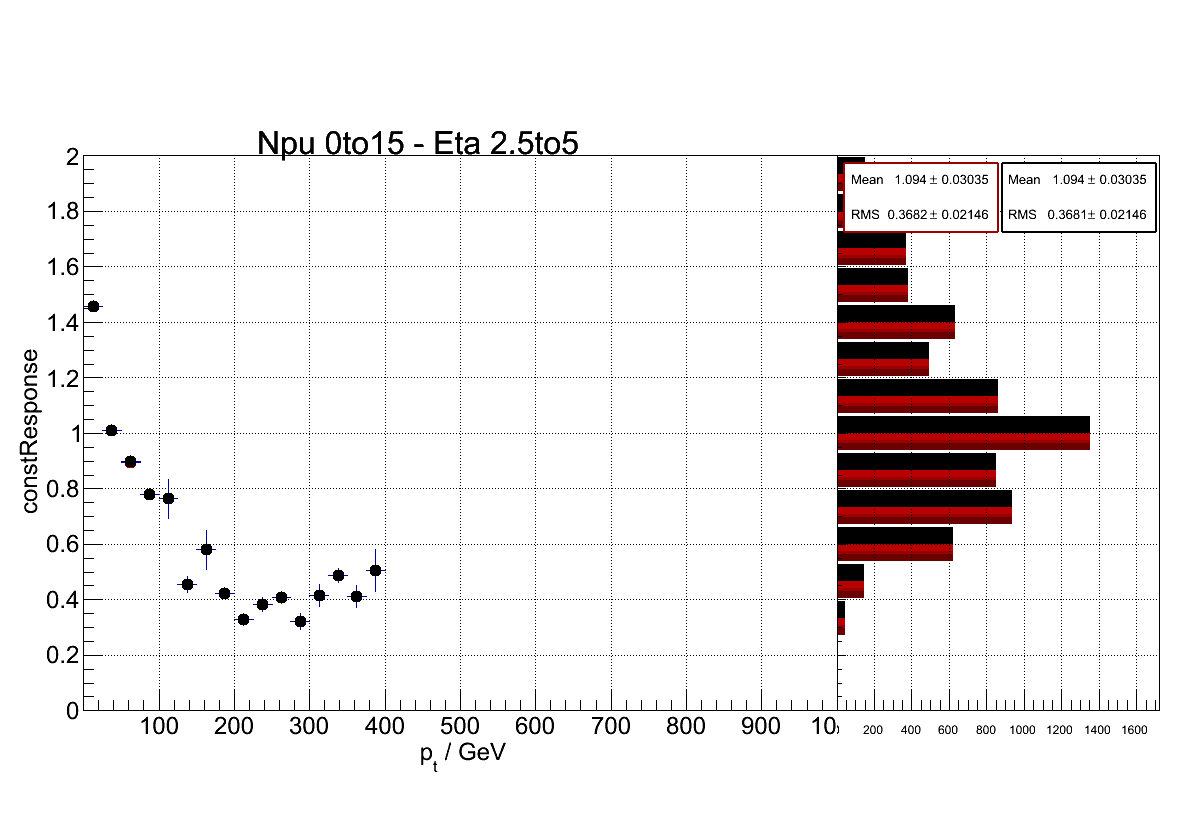 Npu 0to15 - Eta 2.5to5
2
1.8
1.6
1.4
1.2
1
0.8
0.6
0.4
0.2
0
constResponse
100 200 300 400 500 600 700 800 900 10
p_t / GeV
Mean 1.094 ± 0.03035
RMS 0.3682 ± 0.02146
Mean 1.094 ± 0.03035
RMS 0.3681 ± 0.02146
200 400 600 800 1000 1200 1400 1600